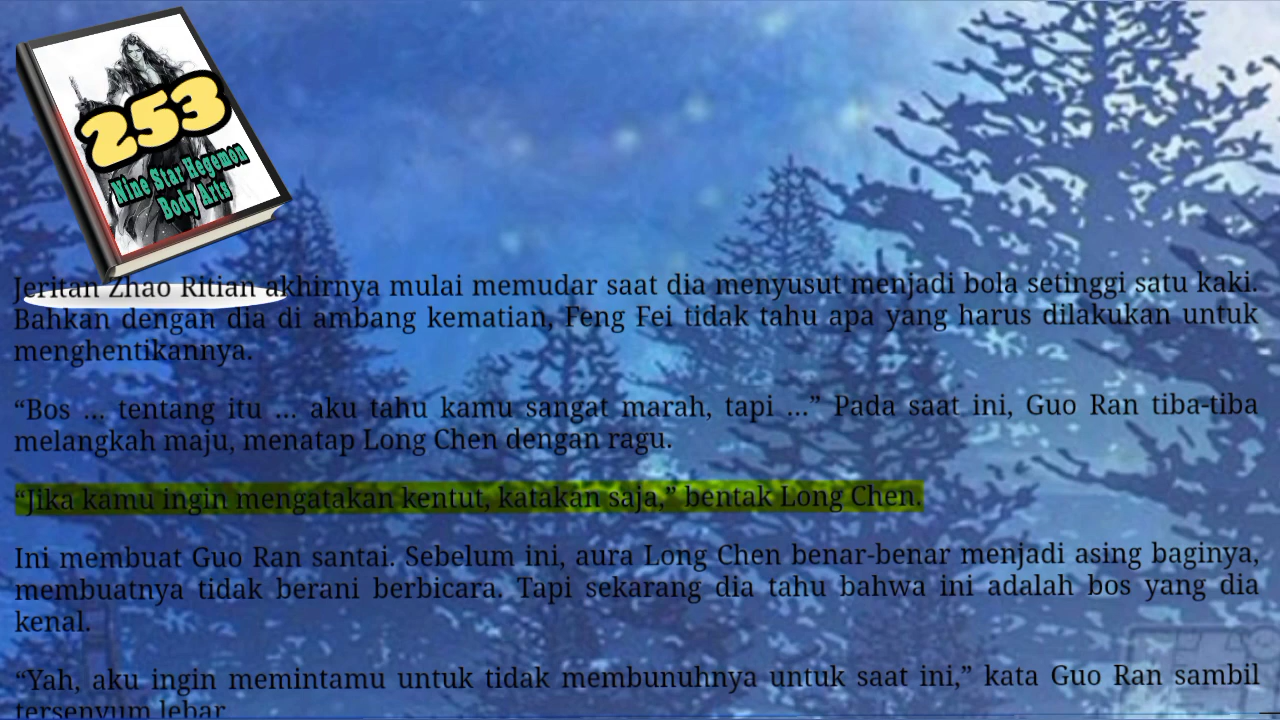 253
Nine Star Hegemon
Body Arts
Jeritan Zhao Ritian akhirnya mulai memudar saat dia menyusut menjadi bola setinggi satu kaki.
Bahkan dengan dia di ambang kematian, Feng Fei tidak tahu apa yang harus dilakukan untuk
menghentikannya.
“Bos ... tentang itu ... aku tahu kamu sangat marah, tapi ...” Pada saat ini, Guo Ran tiba-tiba
melangkah maju, menatap Long Chen dengan ragu.
“Jika kamu ingin mengatakan kentut, katakan saja,” bentak Long Chen.
Ini membuat Guo Ran santai. Sebelum ini, aura Long Chen benar-benar menjadi asing baginya,
membuatnya tidak berani berbicara. Tapi sekarang dia tahu bahwa ini adalah bos yang dia
kenal.
“Yah, aku ingin memintamu untuk tidak membunuhnya untuk saat ini,” kata Guo Ran sambil
tersenyum lebar